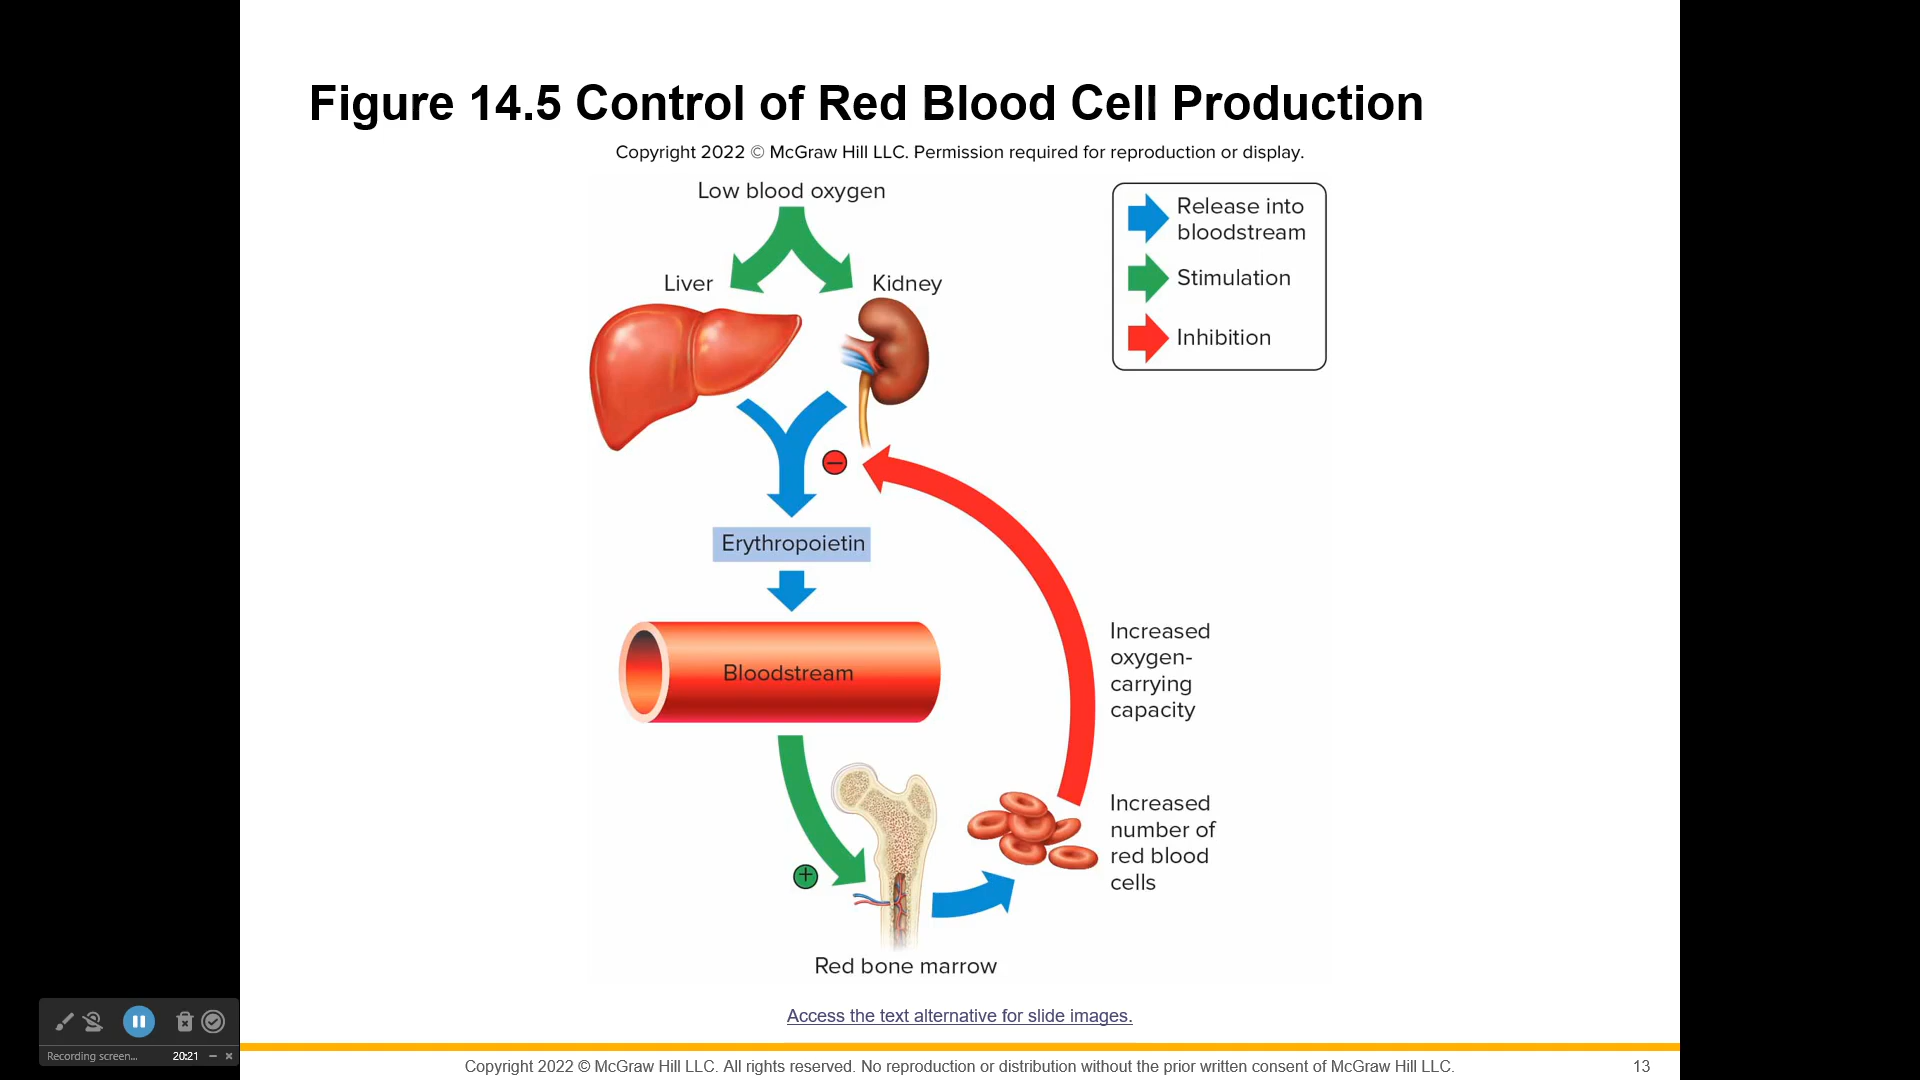 Figure 14.5 Control of Red Blood Cell Production
Copyright 2022 © McGraw Hill LLC. Permission required for reproduction or display.
Low blood oxygen
Liver
Kidney
Release into
bloodstream
Stimulation
Inhibition
−
Erythropoietin
Bloodstream
Increased
oxygen-
carrying
capacity
Increased
number of
red blood
cells
+
Red bone marrow
Access the text alternative for slide images.
Recording screen... 20:21
Copyright 2022 © McGraw Hill LLC. All rights reserved. No reproduction or distribution without the prior written consent of McGraw Hill LLC.
13